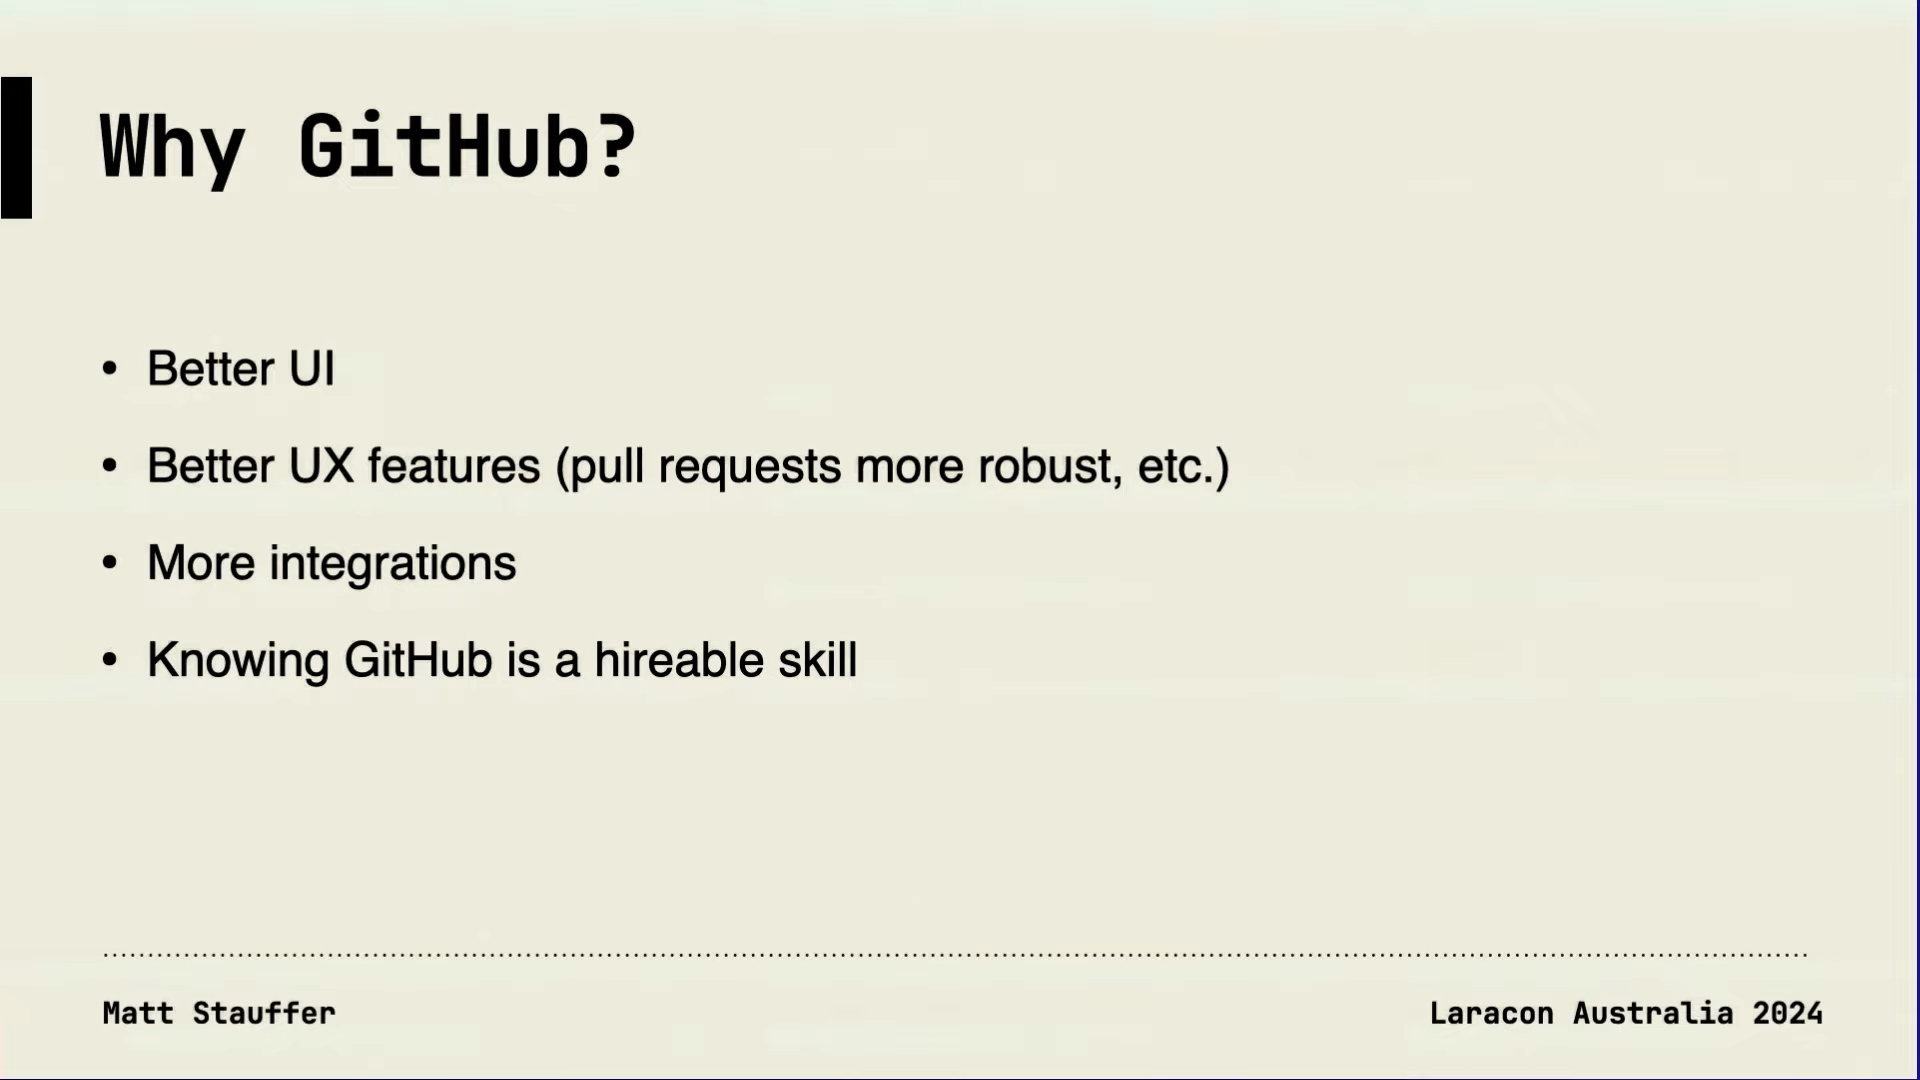 Why GitHub?
• Better UI
• Better UX features (pull requests more robust, etc.)
• More integrations
• Knowing GitHub is a hireable skill
Matt Stauffer
Laracon Australia 2024